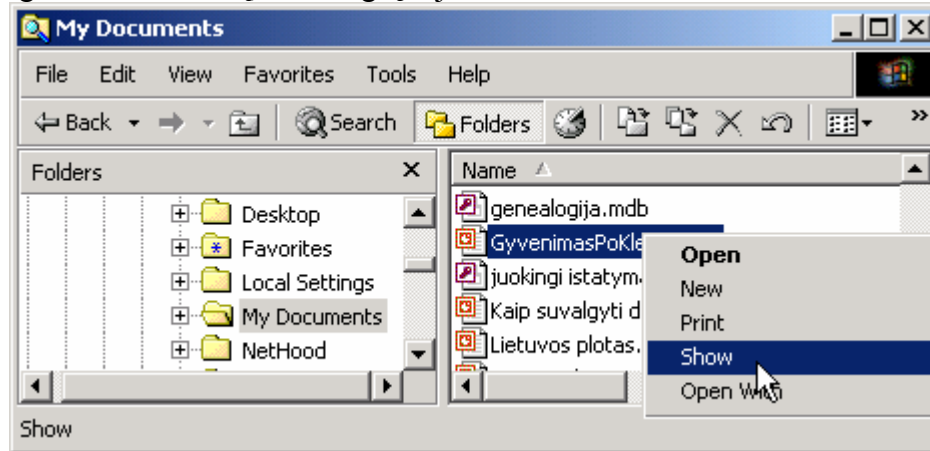 My Documents
File Edit View Favorites Tools Help
Back Search Folders »
Folders
Desktop
Favorites
Local Settings
My Documents
NetHood
Name
genealogija.mdb
GyvenimasPoKle
juokingi istatym
Kaip suvalgyti d
Lietuvos plotas.
Open
New
Print
Show
Open With
Show